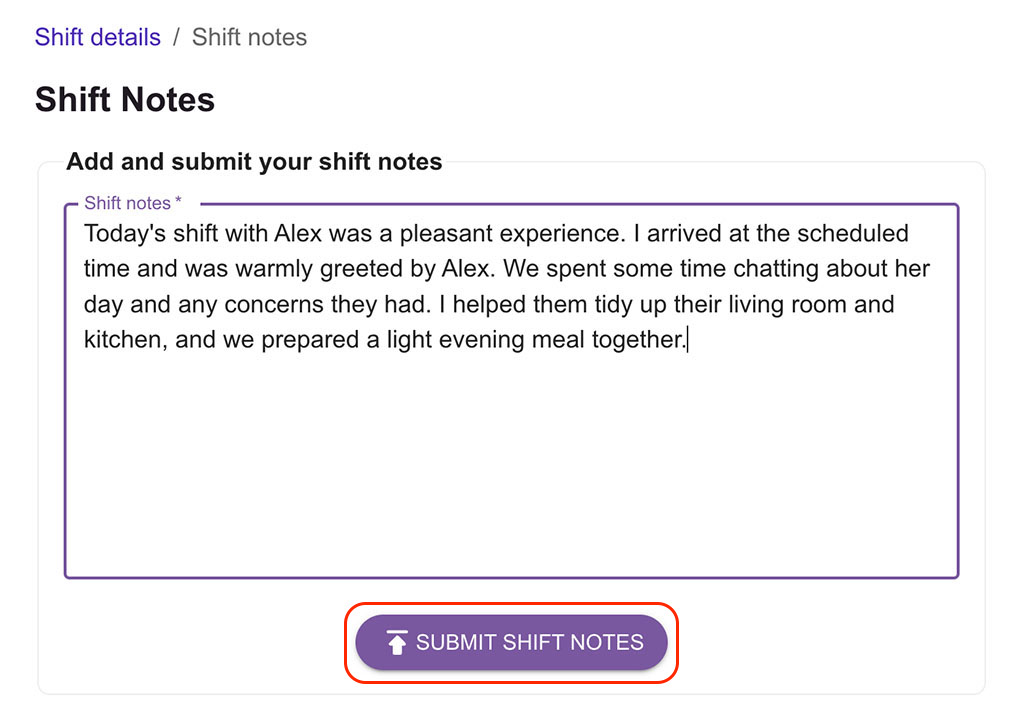 Shift details / Shift notes
Shift Notes
Add and submit your shift notes
Shift notes *
Today's shift with Alex was a pleasant experience. I arrived at the scheduled
time and was warmly greeted by Alex. We spent some time chatting about her
day and any concerns they had. I helped them tidy up their living room and
kitchen, and we prepared a light evening meal together.
SUBMIT SHIFT NOTES